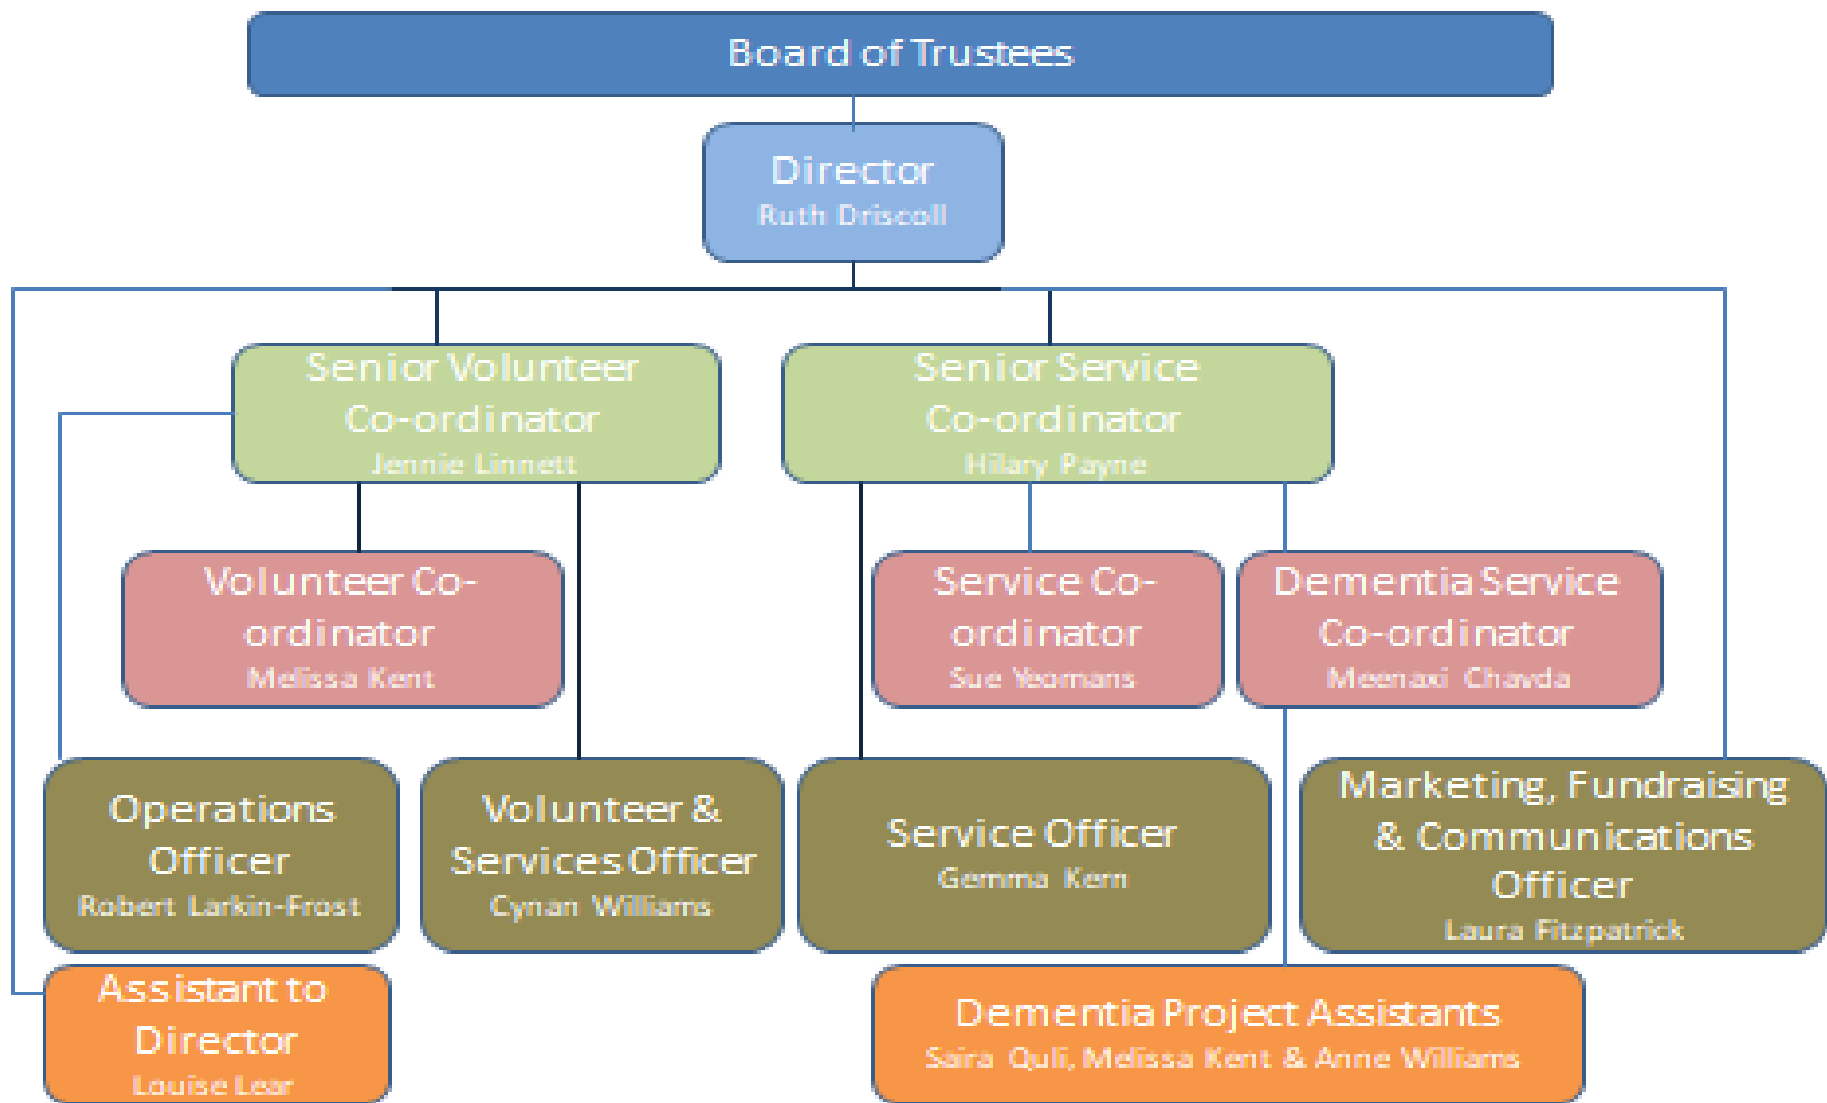 Board of Trustees
Director
Ruth Driscoll
Senior Volunteer
Co-ordinator
Jennie Linnett
Senior Service
Co-ordinator
Hilary Payne
Volunteer Co-
ordinator
Melissa Kent
Service Co-
ordinator
Sue Yeomans
Dementia Service
Co-ordinator
Meenaxi Chavda
Operations
Officer
Robert Larkin-Frost
Volunteer &
Services Officer
Cynan Williams
Service Officer
Gemma Kern
Marketing, Fundraising
& Communications
Officer
Laura Fitzpatrick
Assistant to
Director
Louise Lear
Dementia Project Assistants
Saira Quli, Melissa Kent & Anne Williams